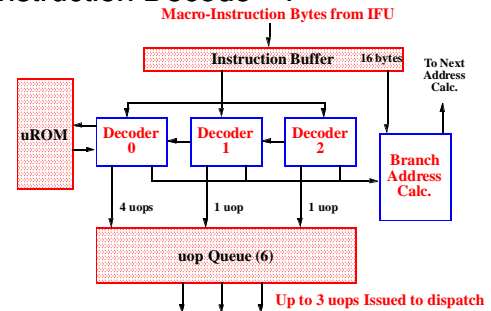 Macro-Instruction Bytes from IFU
Instruction Buffer 16 bytes
To Next
Address
Calc.
uROM
Decoder
0
Decoder
1
Decoder
2
Branch
Address
Calc.
4 uops
1 uop
1 uop
uop Queue (6)
Up to 3 uops Issued to dispatch